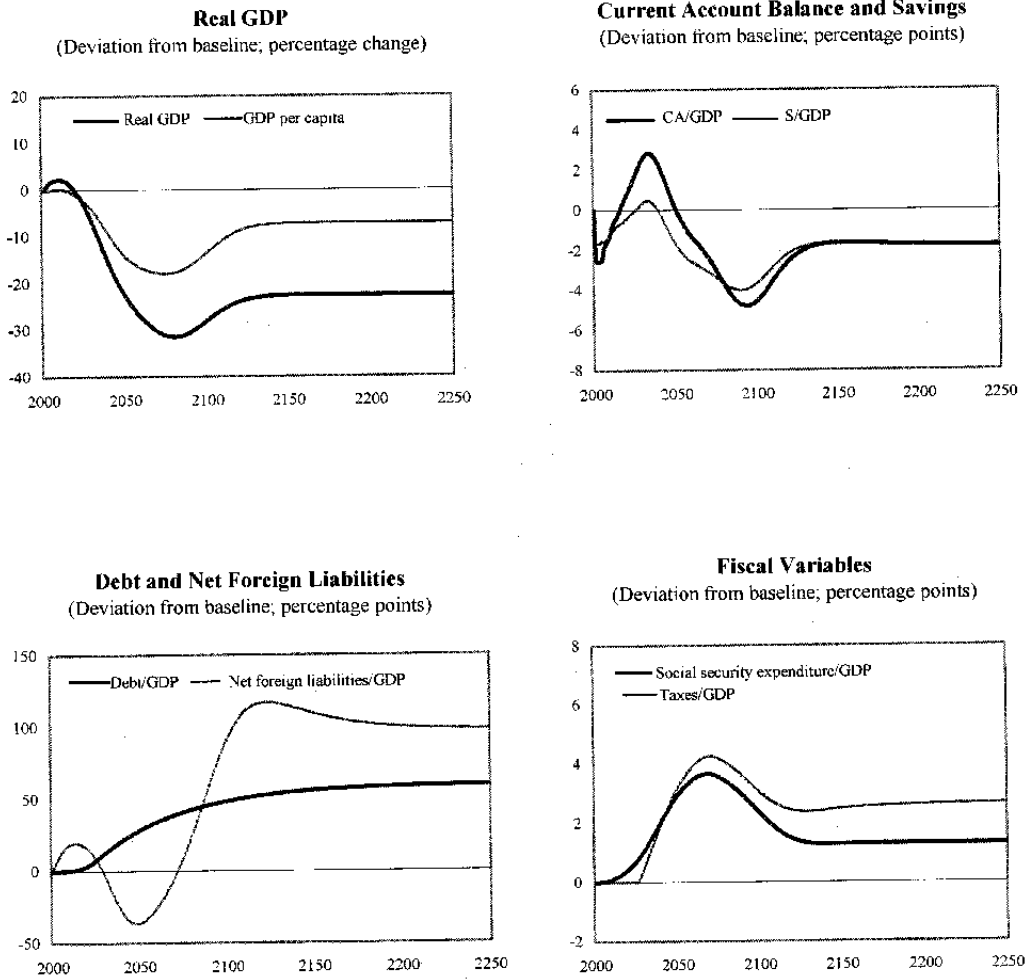 Real GDP
(Deviation from baseline; percentage change)
20
10
0
-10
-20
-30
-40
Real GDP
GDP per capita
2000 2050 2100 2150 2200 2250
Current Account Balance and Savings
(Deviation from baseline; percentage points)
6
4
2
0
-2
-4
-6
-8
CA/GDP
S/GDP
2000 2050 2100 2150 2200 2250
Debt and Net Foreign Liabilities
(Deviation from baseline; percentage points)
150
100
50
0
-50
Debt/GDP
Net foreign liabilities/GDP
2000 2050 2100 2150 2200 2250
Fiscal Variables
(Deviation from baseline; percentage points)
8
6
4
2
0
-2
Social security expenditure/GDP
Taxes/GDP
2000 2050 2100 2150 2200 2250